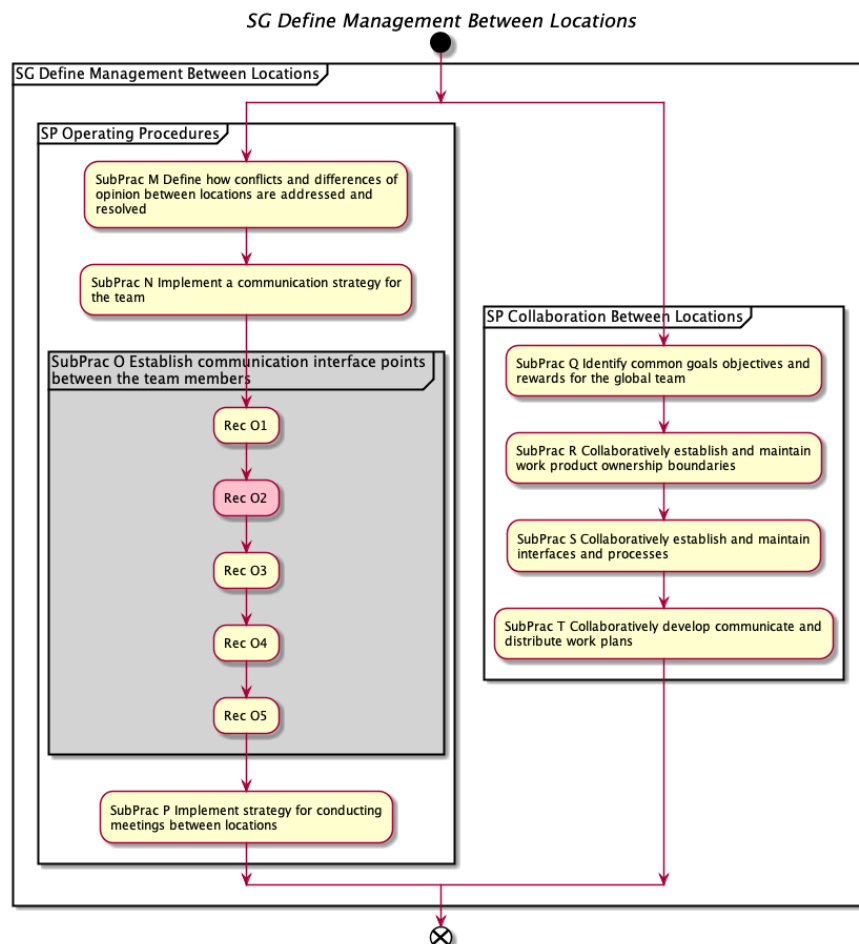 SG Define Management Between Locations
SG Define Management Between Locations
SP Operating Procedures
SubPrac M Define how conflicts and differences of
opinion between locations are addressed and
resolved
SubPrac N Implement a communication strategy for
the team
SubPrac O Establish communication interface points
between the team members
Rec O1
Rec O2
Rec O3
Rec O4
Rec O5
SubPrac P Implement strategy for conducting
meetings between locations
SP Collaboration Between Locations
SubPrac Q Identify common goals objectives and
rewards for the global team
SubPrac R Collaboratively establish and maintain
work product ownership boundaries
SubPrac S Collaboratively establish and maintain
interfaces and processes
SubPrac T Collaboratively develop communicate and
distribute work plans